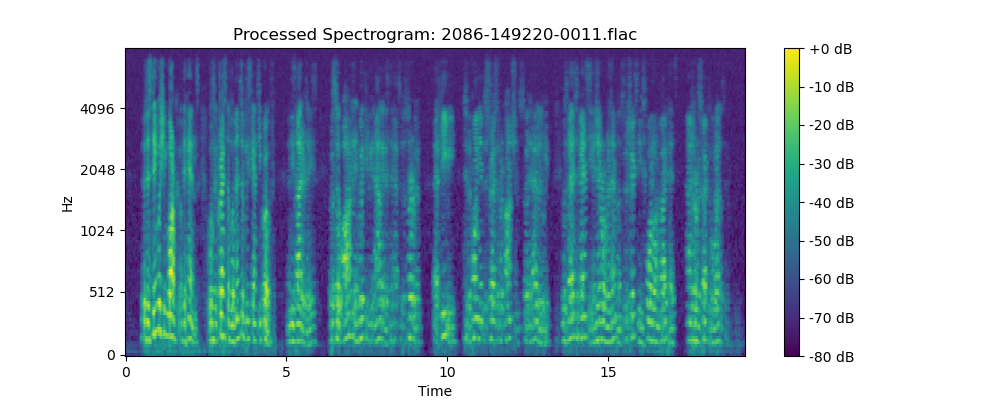 Processed Spectrogram: 2086-149220-0011.flac
Hz
4096
2048
1024
512
0
0 5 10 15
Time
+0 dB
-10 dB
-20 dB
-30 dB
-40 dB
-50 dB
-60 dB
-70 dB
-80 dB